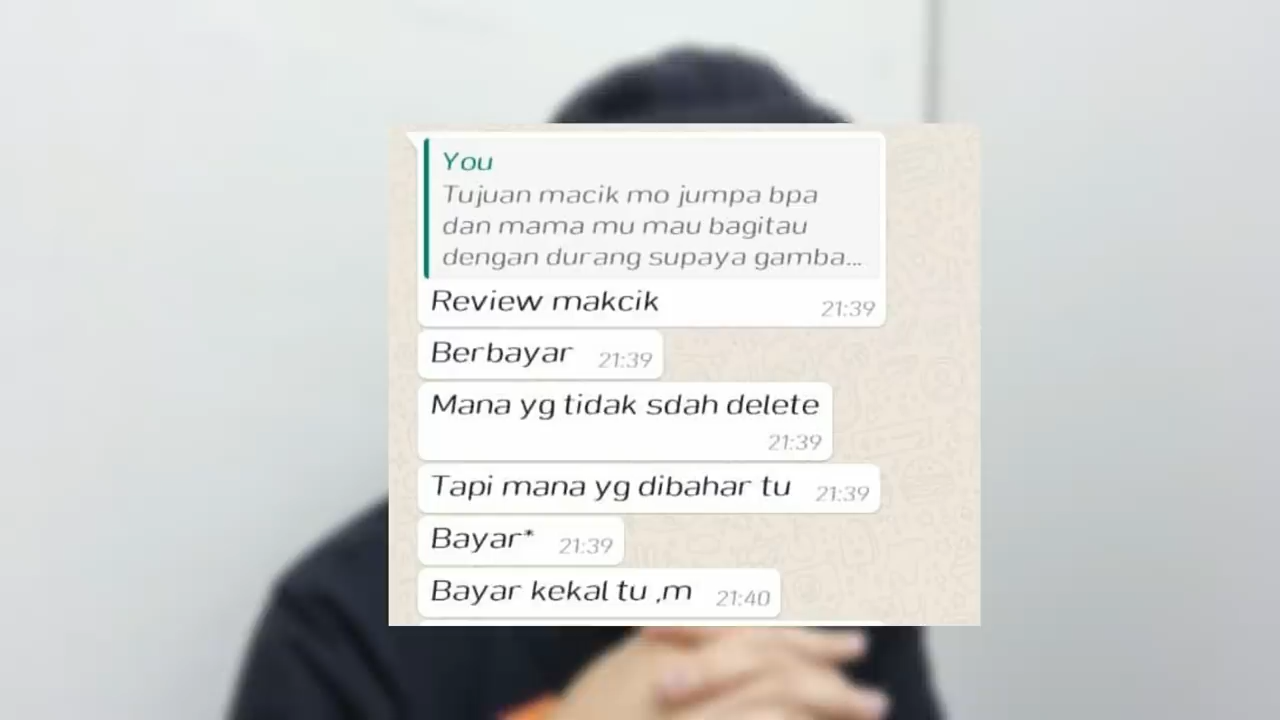 You
Tujuan macik mo jumpa bpa
dan mama mu mau bagitau
dengan durang supaya gamba...
Review makcik 21:39
Berbayar 21:39
Mana yg tidak sdah delete
21:39
Tapi mana yg dibahar tu 21:39
Bayar* 21:39
Bayar kekal tu ,m 21:40